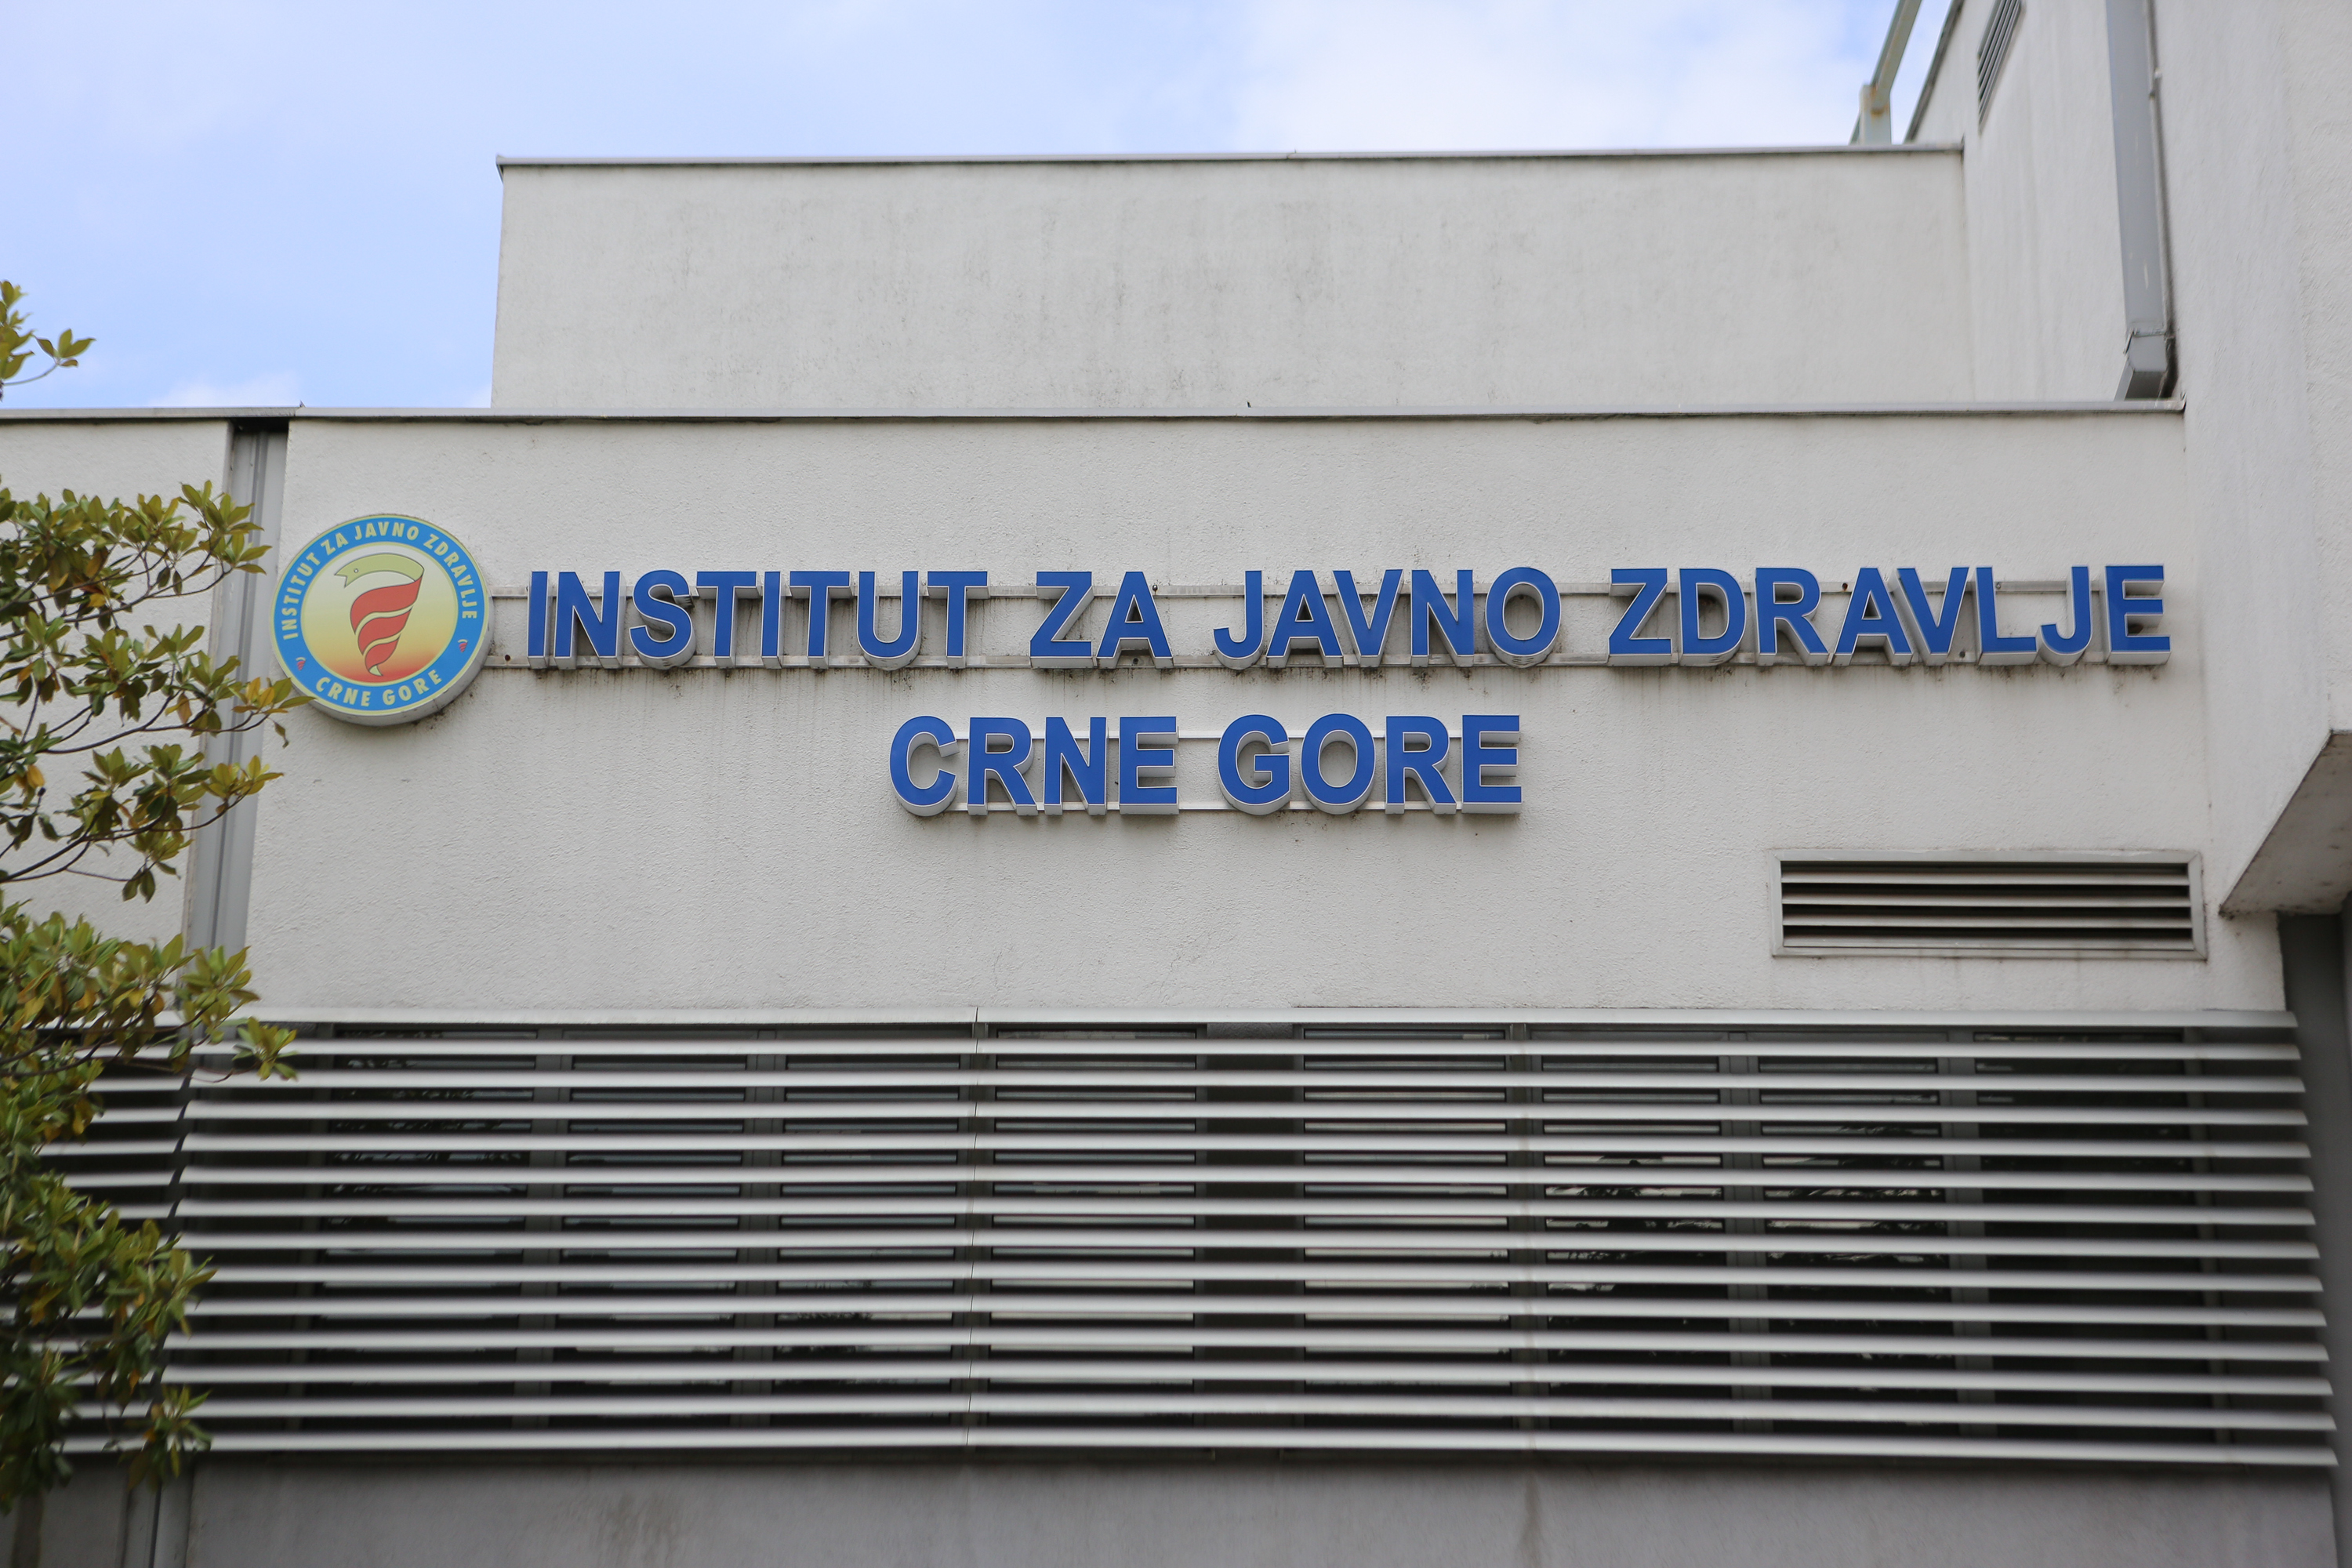 INSTITUT ZA JAVNO ZDRAVLJE
CRNE GORE
INSTITUT ZA JAVNO ZDRAVLJE
CRNE GORE